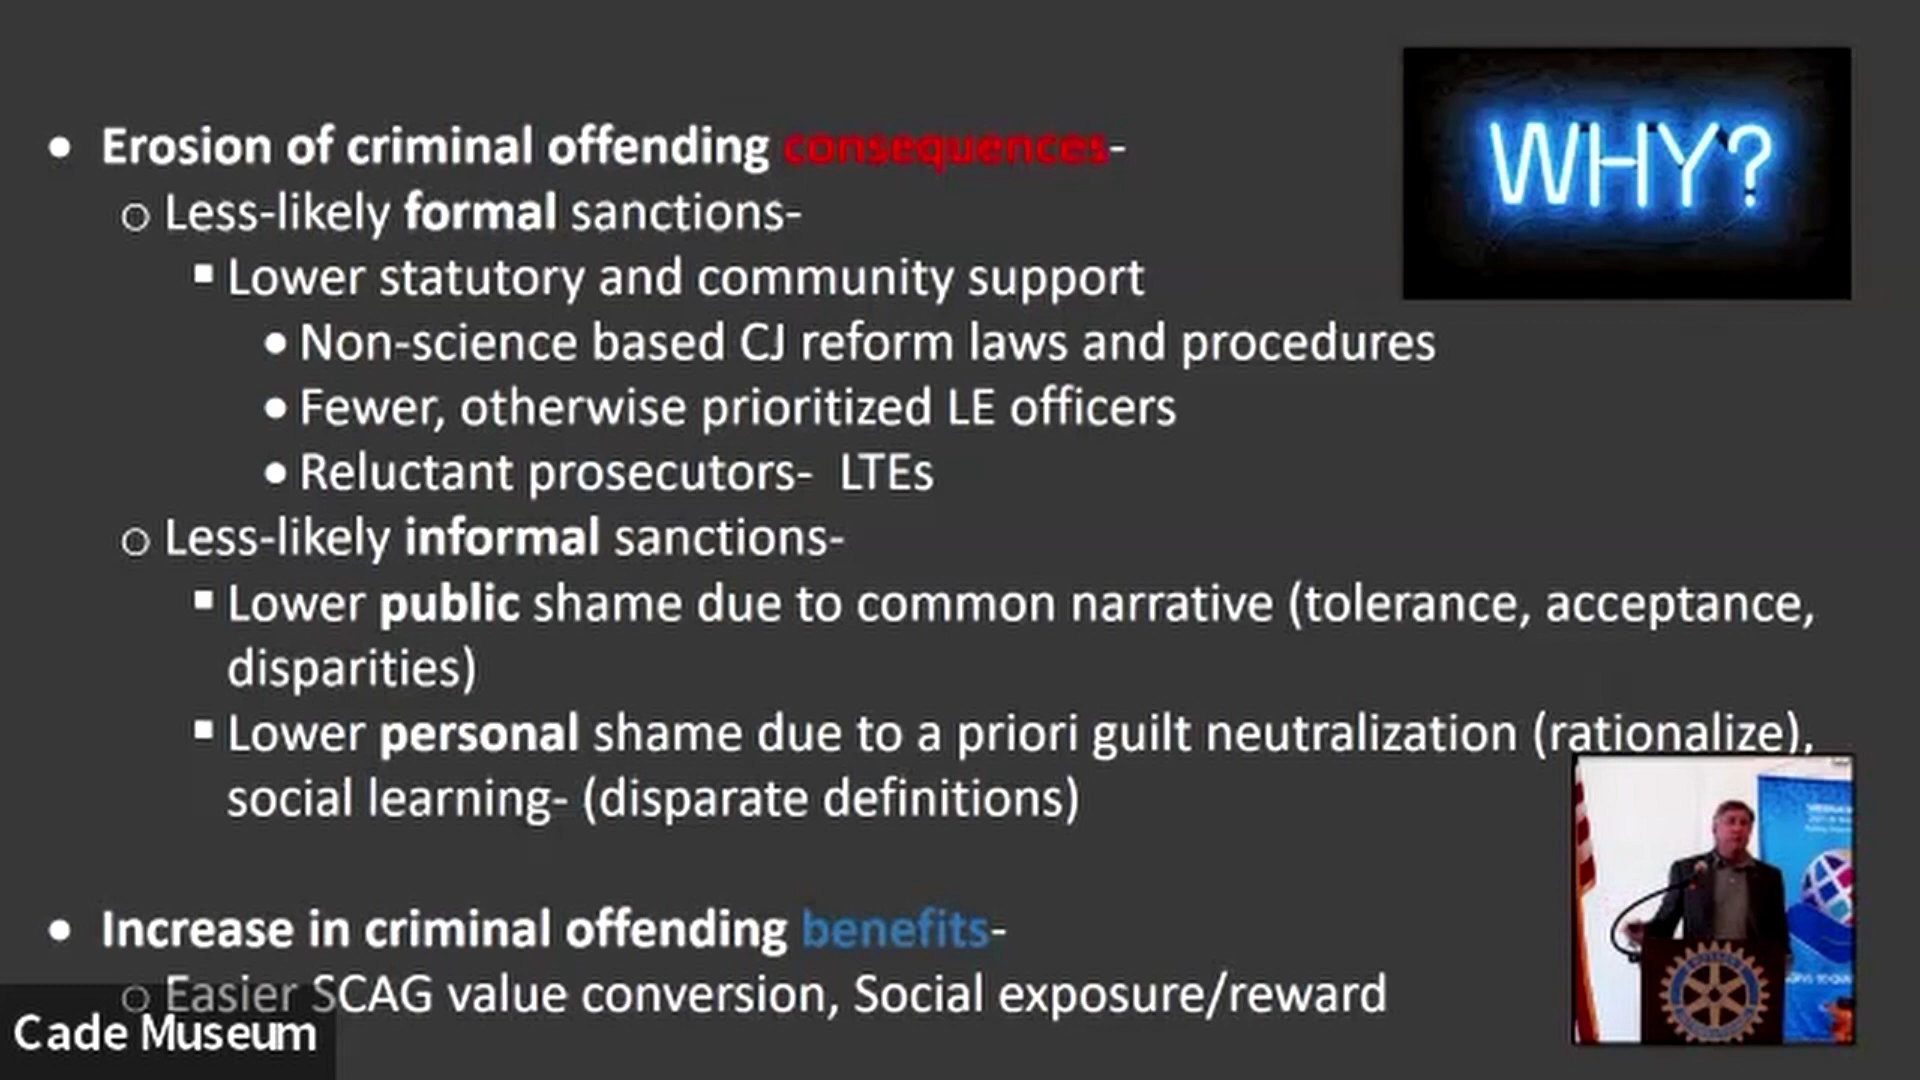 WHY?
• Erosion of criminal offending consequences-
o Less-likely formal sanctions-
▪ Lower statutory and community support
• Non-science based CJ reform laws and procedures
• Fewer, otherwise prioritized LE officers
• Reluctant prosecutors-  LTEs
o Less-likely informal sanctions-
▪ Lower public shame due to common narrative (tolerance, acceptance,
disparities)
▪ Lower personal shame due to a priori guilt neutralization (rationalize),
social learning- (disparate definitions)
• Increase in criminal offending benefits-
o Easier SCAG value conversion, Social exposure/reward
Cade Museum